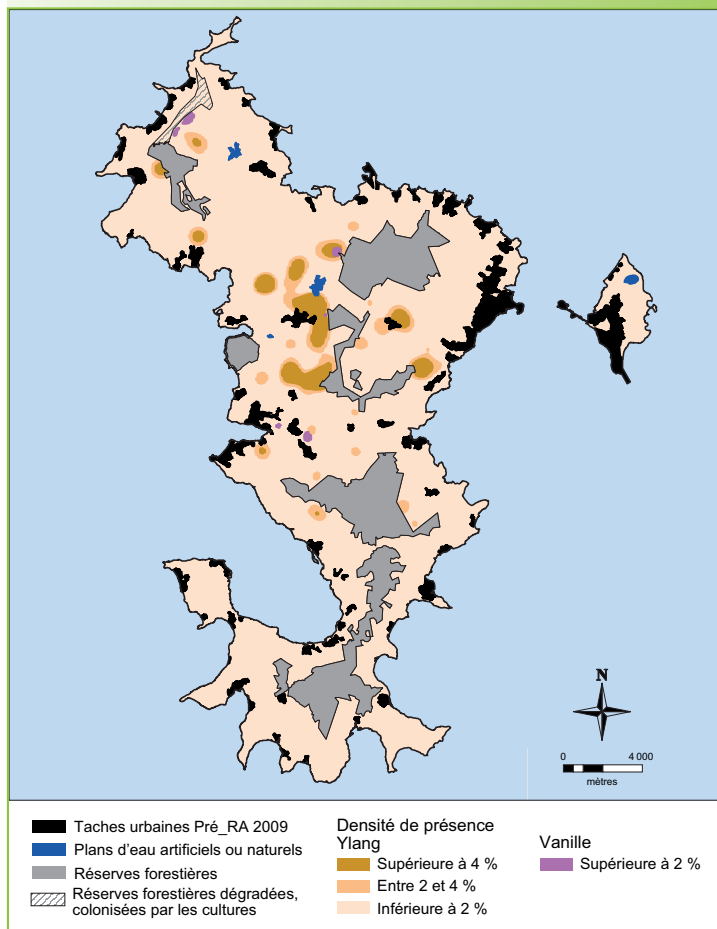 N
0 4 000
mètres
Taches urbaines Pré_RA 2009
Plans d'eau artificiels ou naturels
Réserves forestières
Réserves forestières dégradées,
colonisées par les cultures
Densité de présence
Ylang
Supérieure à 4 %
Entre 2 et 4 %
Inférieure à 2 %
Vanille
Supérieure à 2 %